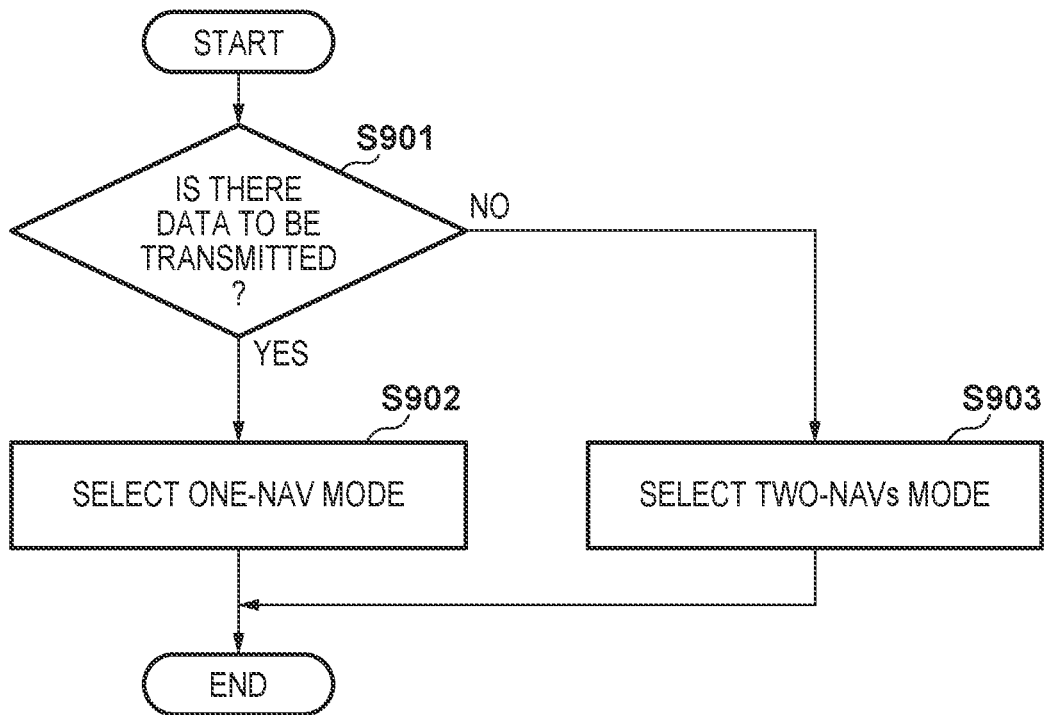 START
S901
IS THERE
DATA TO BE
TRANSMITTED
?
NO
YES
S902
SELECT ONE-NAV MODE
S903
SELECT TWO-NAVs MODE
END